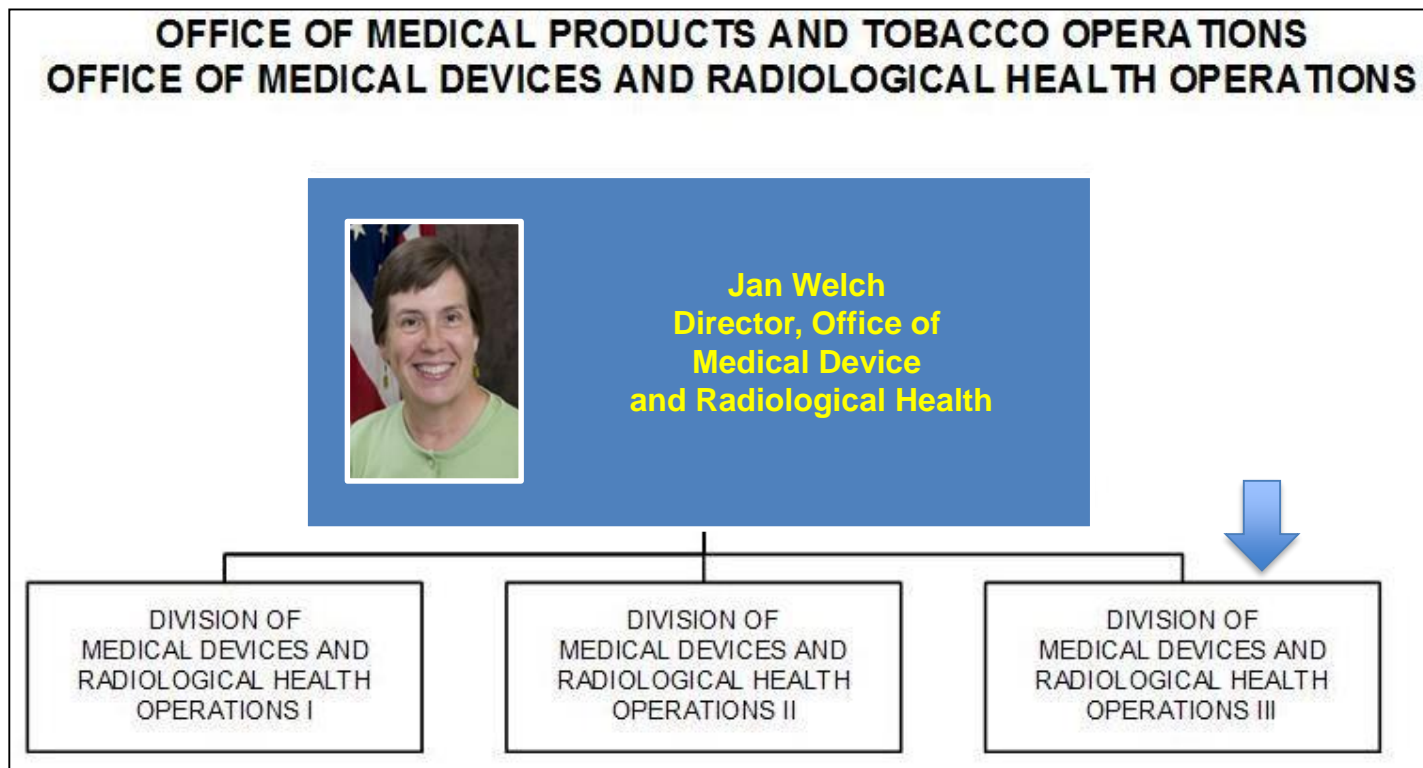 OFFICE OF MEDICAL PRODUCTS AND TOBACCO OPERATIONS
OFFICE OF MEDICAL DEVICES AND RADIOLOGICAL HEALTH OPERATIONS
Jan Welch
Director, Office of
Medical Device
and Radiological Health
DIVISION OF
MEDICAL DEVICES AND
RADIOLOGICAL HEALTH
OPERATIONS I
DIVISION OF
MEDICAL DEVICES AND
RADIOLOGICAL HEALTH
OPERATIONS II
DIVISION OF
MEDICAL DEVICES AND
RADIOLOGICAL HEALTH
OPERATIONS III